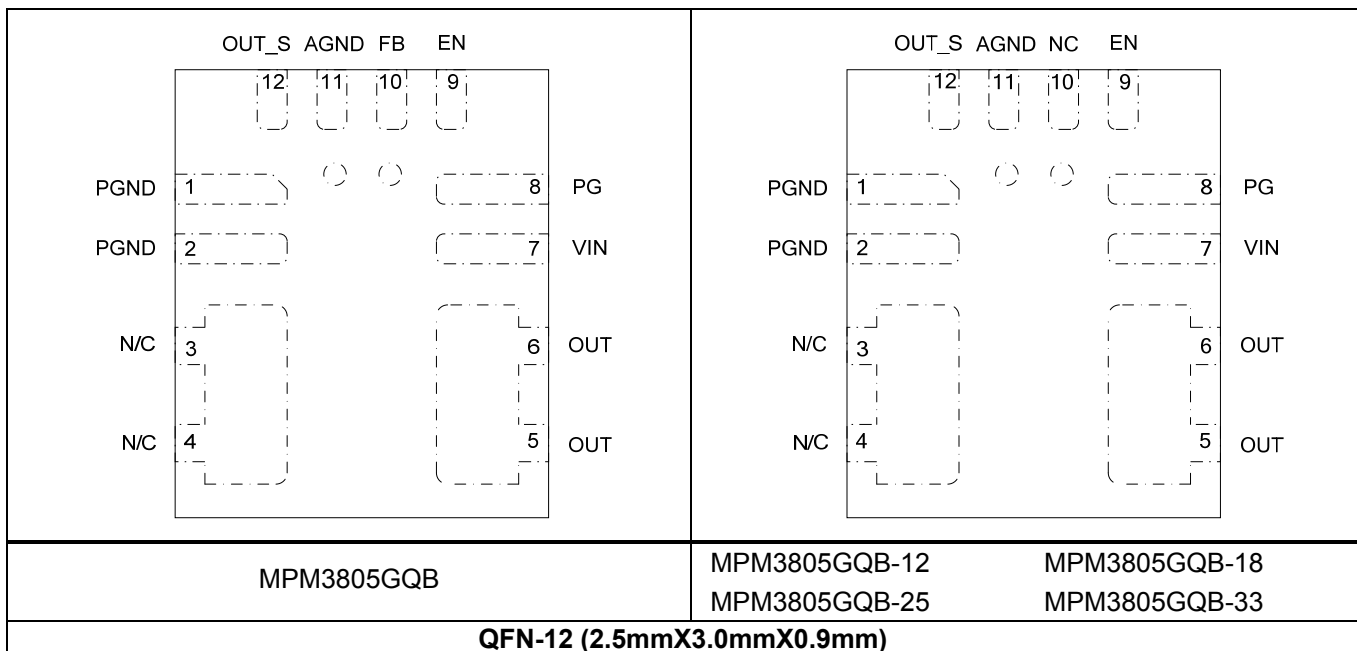 OUT_S AGND FB EN
12 11 10 9
PGND 1 8 PG
PGND 2 7 VIN
N/C 3 6 OUT
N/C 4 5 OUT
MPM3805GQB
OUT_S AGND NC EN
12 11 10 9
PGND 1 8 PG
PGND 2 7 VIN
N/C 3 6 OUT
N/C 4 5 OUT
MPM3805GQB-12 MPM3805GQB-18
MPM3805GQB-25 MPM3805GQB-33
QFN-12 (2.5mmX3.0mmX0.9mm)